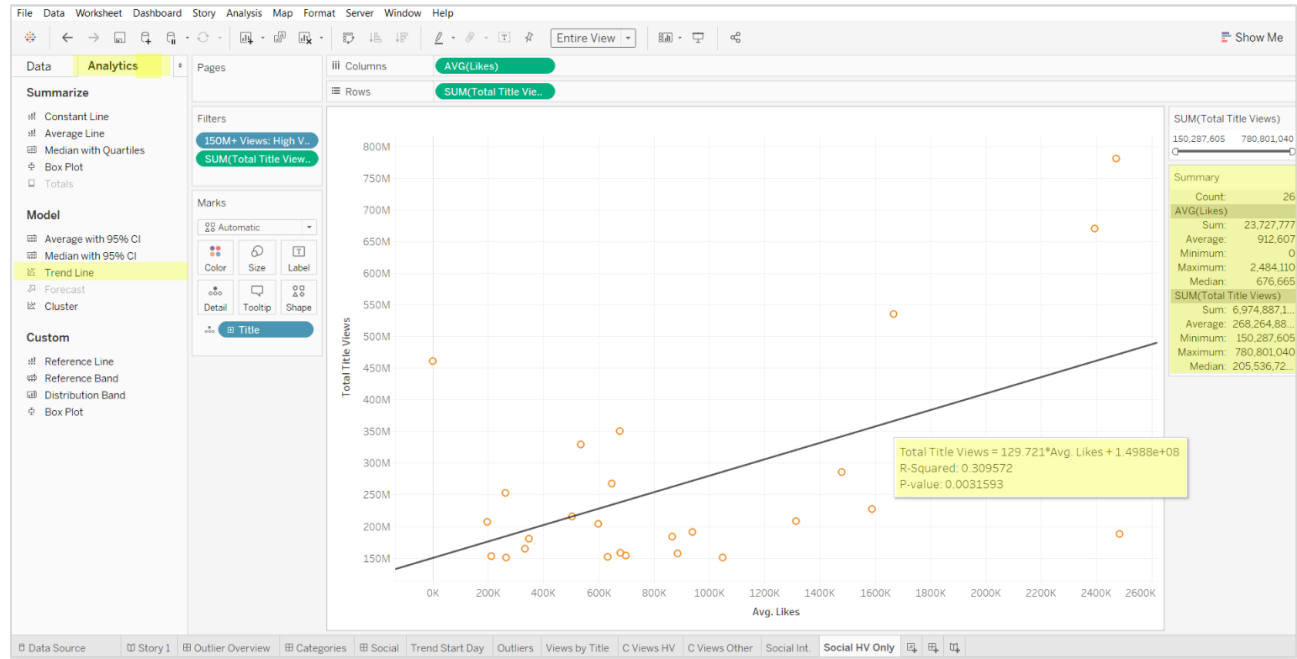 File Data Worksheet Dashboard Story Analysis Map Format Server Window Help
Entire View
Show Me
Data Analytics
Summarize
Constant Line
Average Line
Median with Quartiles
Box Plot
Totals
Model
Average with 95% CI
Median with 95% CI
Trend Line
Forecast
Cluster
Custom
Reference Line
Reference Band
Distribution Band
Box Plot
Pages
Filters
150M+ Views: High V..
SUM(Total Title View..
Marks
Automatic
Color Size Label
Detail Tooltip Shape
Title
Columns AVG(Likes)
Rows SUM(Total Title Vie..
800M
750M
700M
650M
600M
550M
500M
450M
400M
350M
300M
250M
200M
150M
Total Title Views
Total Title Views = 129.721*Avg. Likes + 1.4988e+08
R-Squared: 0.309572
P-value: 0.0031593
0K 200K 400K 600K 800K 1000K 1200K 1400K 1600K 1800K 2000K 2200K 2400K 2600K
Avg. Likes
SUM(Total Title Views)
150,287,605 780,801,040
Summary
Count: 26
AVG(Likes)
Sum: 23,727,777
Average: 912,607
Minimum: 0
Maximum: 2,484,110
Median: 676,665
SUM(Total Title Views)
Sum: 6,974,887,1...
Average: 268,264,88...
Minimum: 150,287,605
Maximum: 780,801,040
Median: 205,536,72...
Data Source Story 1 Outlier Overview Categories Social Trend Start Day Outliers Views by Title C Views HV C Views Other Social Int. Social HV Only